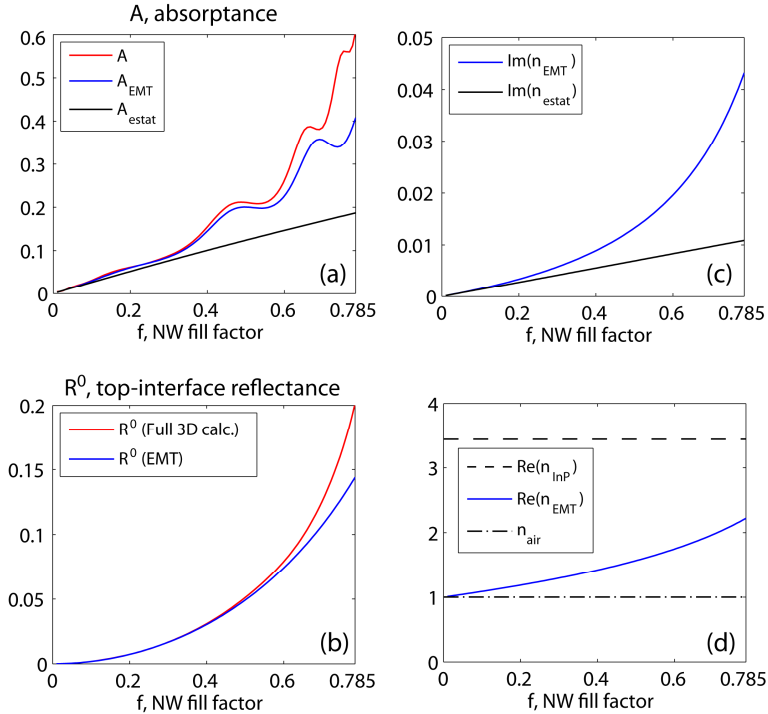 A, absorptance
0.6
0.5
0.4
0.3
0.2
0.1
0
A
A_EMT
A_estat
(a)
0 0.2 0.4 0.6 0.785
f, NW fill factor
0.05
0.04
0.03
0.02
0.01
0
Im(n_EMT)
Im(n_estat)
(c)
0 0.2 0.4 0.6 0.785
f, NW fill factor
R⁰, top-interface reflectance
0.2
0.15
0.1
0.05
0
R⁰ (Full 3D calc.)
R⁰ (EMT)
(b)
0 0.2 0.4 0.6 0.785
f, NW fill factor
4
3
2
1
0
Re(n_InP)
Re(n_EMT)
n_air
(d)
0 0.2 0.4 0.6 0.785
f, NW fill factor